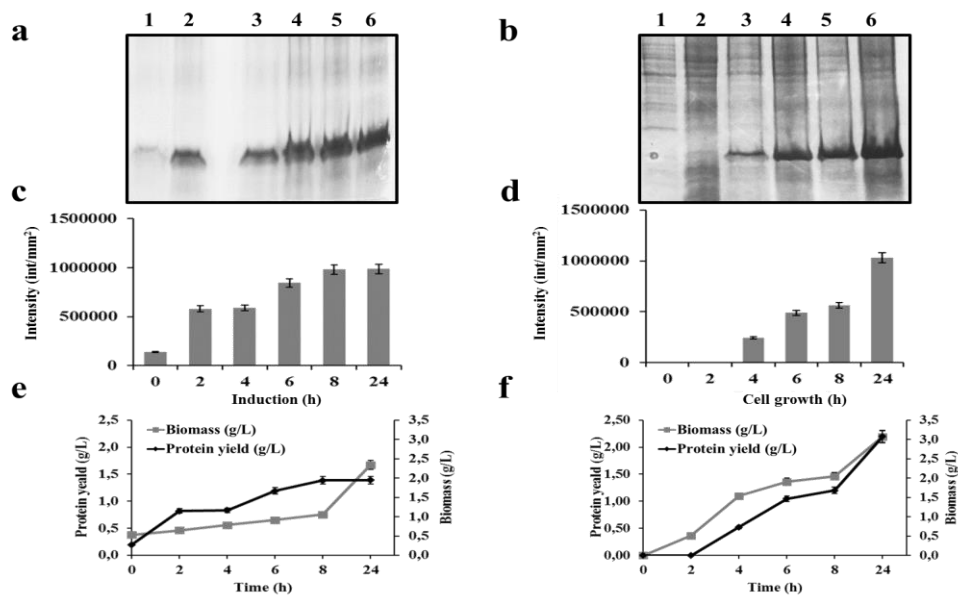 a
1 2 3 4 5 6
b
1 2 3 4 5 6
c
Intensity (int/mm²)
1500000
1000000
500000
0
0 2 4 6 8 24
Induction (h)
d
Intensity (int/mm²)
1500000
1000000
500000
0
0 2 4 6 8 24
Cell growth (h)
e
Protein yeald (g/L)
2,5
2,0
1,5
1,0
0,5
0,0
Biomass (g/L)
Protein yield (g/L)
3,5
3,0
2,5
2,0
1,5
1,0
0,5
0,0
Biomass (g/L)
0 2 4 6 8 24
Time (h)
f
Protein yeald (g/L)
2,50
2,00
1,50
1,00
0,50
0,00
Biomass (g/L)
Protein yield (g/L)
3,5
3,0
2,5
2,0
1,5
1,0
0,5
0,0
Biomass (g/L)
0 2 4 6 8 24
Time (h)